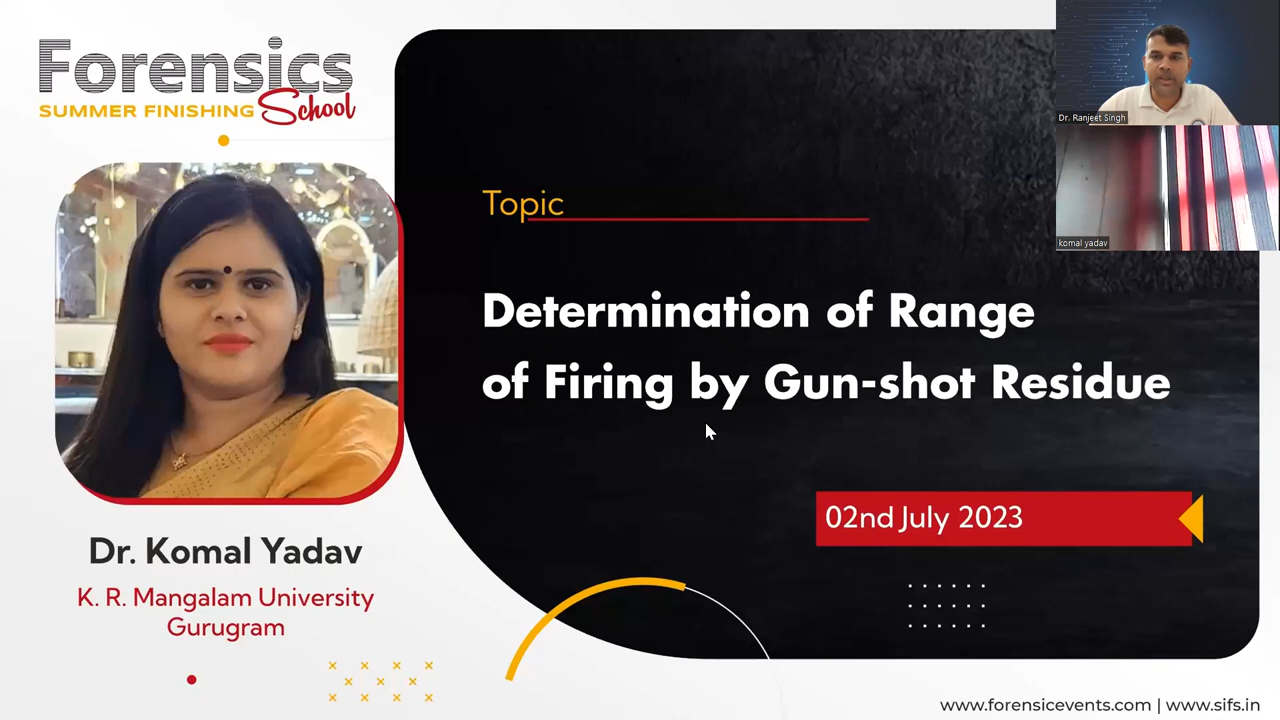 Forensics
SUMMER FINISHING School
Dr. Ranjeet Singh
komal yadav
Topic
Determination of Range
of Firing by Gun-shot Residue
02nd July 2023
Dr. Komal Yadav
K. R. Mangalam University
Gurugram
www.forensicevents.com | www.sifs.in